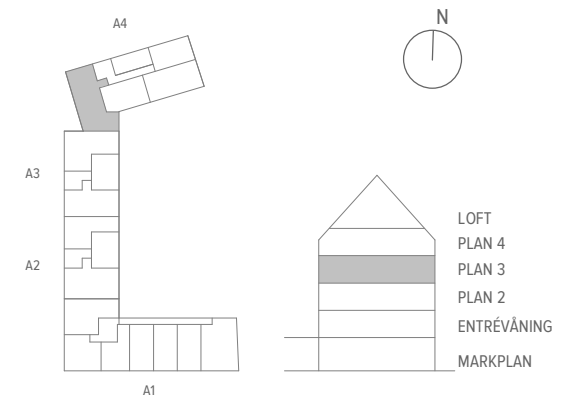 A4
N
A3
A2
A1
LOFT
PLAN 4
PLAN 3
PLAN 2
ENTRÉVÅNING
MARKPLAN